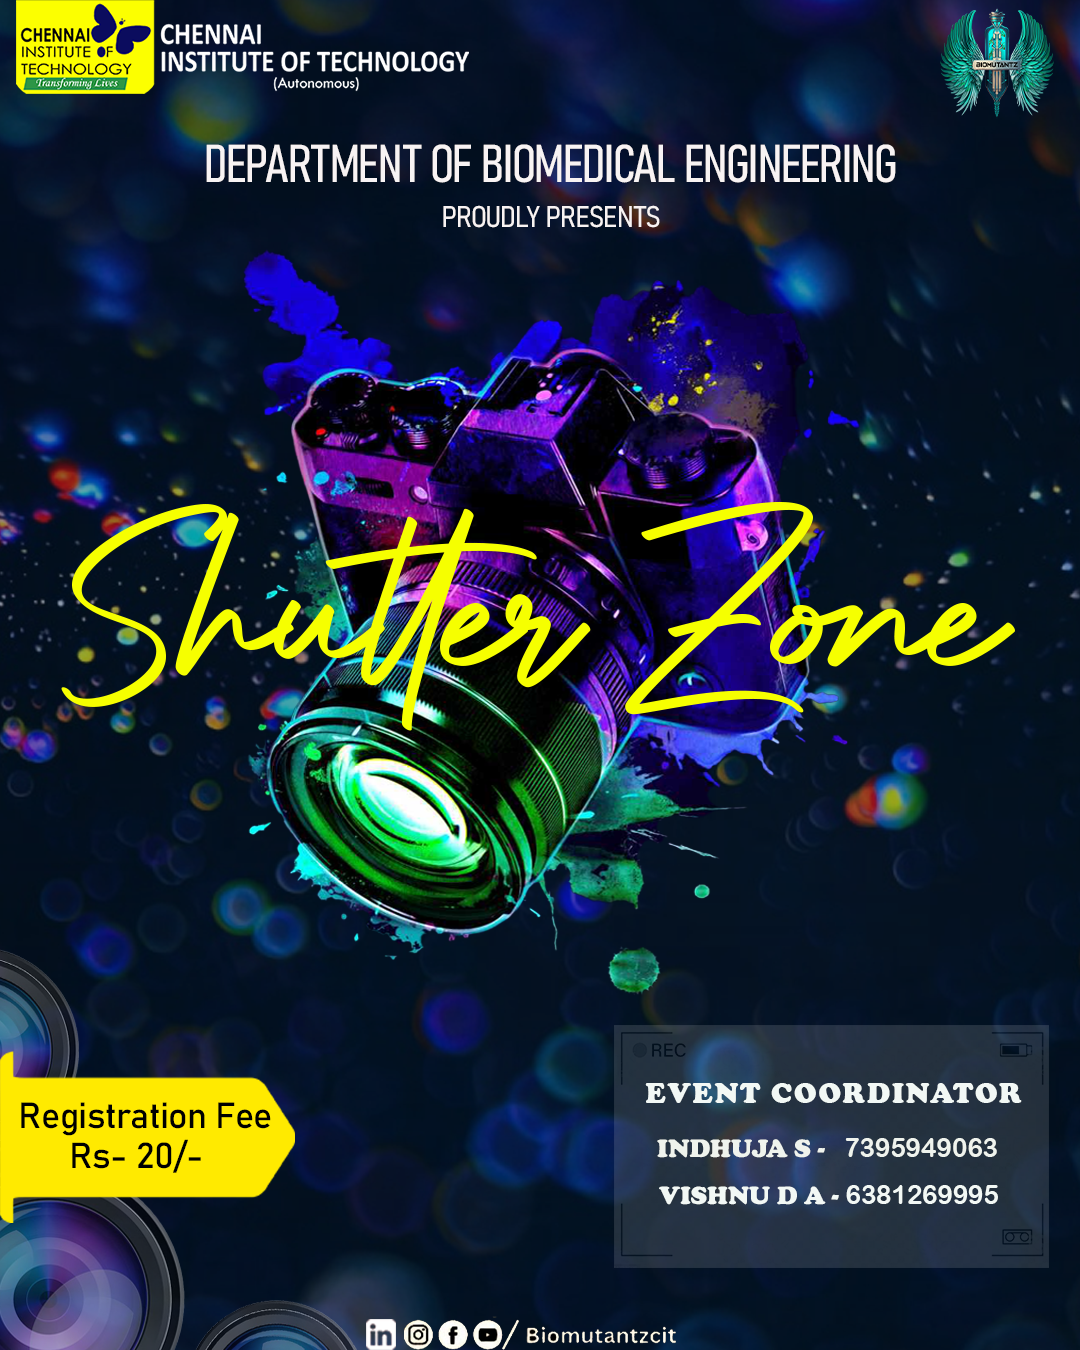 CHENNAI
INSTITUTE OF
TECHNOLOGY
Transforming Lives
CHENNAI
INSTITUTE OF TECHNOLOGY
(Autonomous)
BIOMUTANTZ
DEPARTMENT OF BIOMEDICAL ENGINEERING
PROUDLY PRESENTS
Shutter Zone
REC
EVENT COORDINATOR
INDHUJA S - 7395949063
VISHNU D A - 6381269995
Registration Fee
Rs- 20/-
in f / Biomutantzcit